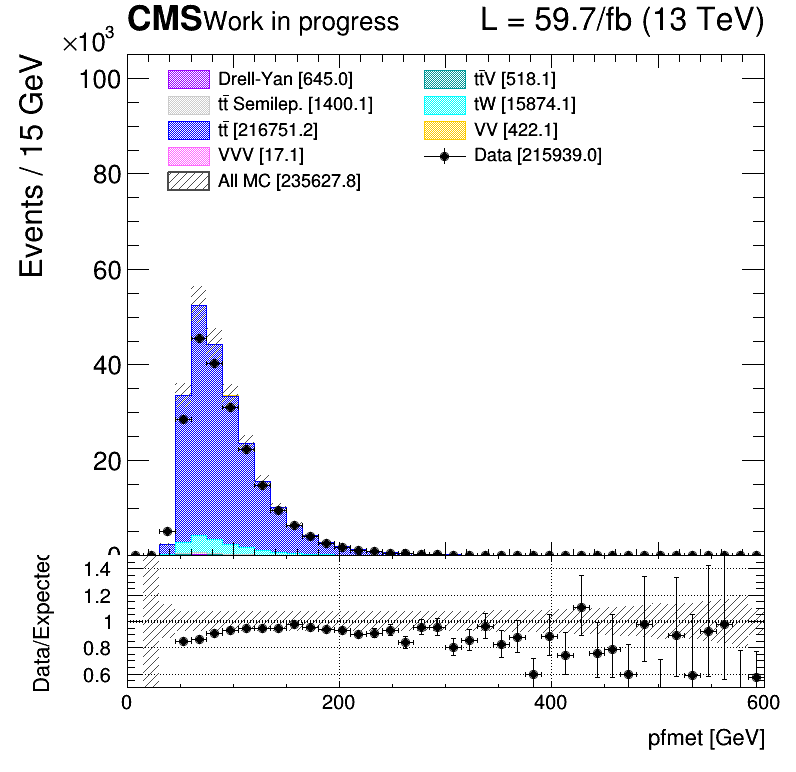 CMS Work in progress L = 59.7/fb (13 TeV)
×10³
Events / 15 GeV
100
80
60
40
20
0
Drell-Yan [645.0]
tt̄ Semilep. [1400.1]
tt̄ [216751.2]
VVV [17.1]
All MC [235627.8]
tt̄V [518.1]
tW [15874.1]
VV [422.1]
Data [215939.0]
Data/Expected
1.4
1.2
1
0.8
0.6
0 200 400 600
pfmet [GeV]